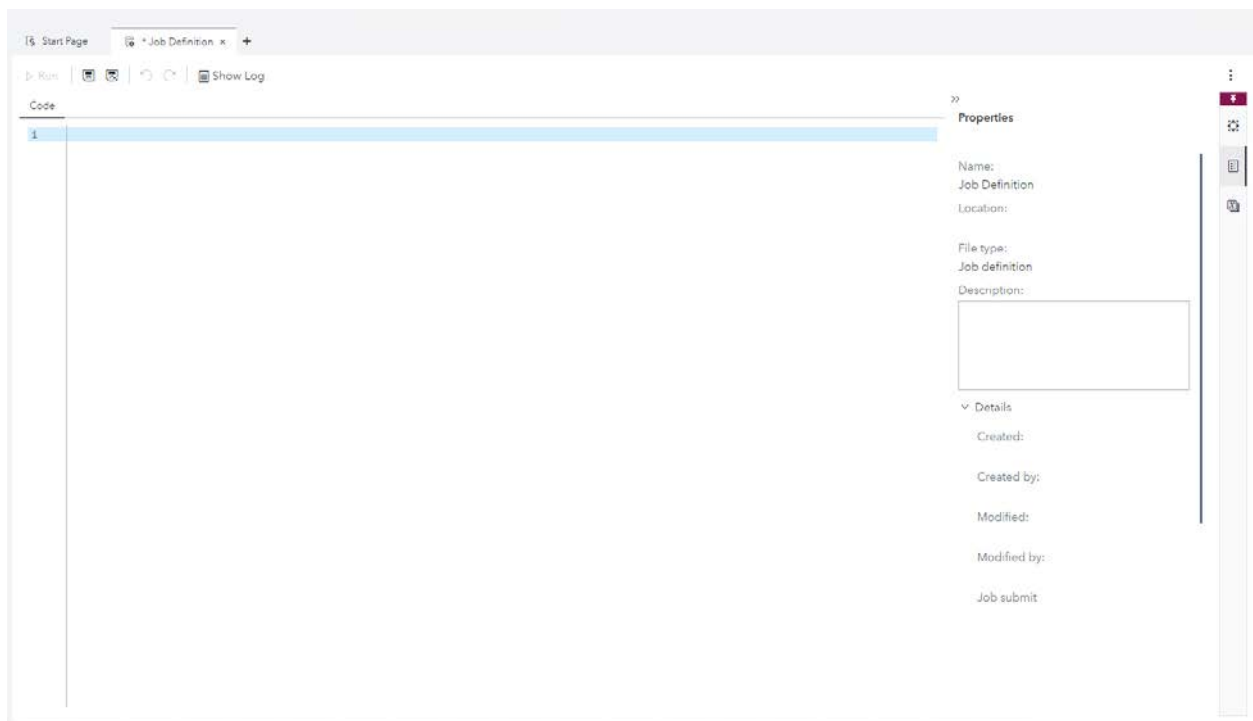 Start Page
* Job Definition × +
Run
Show Log
Code
1
»
Properties
Name:
Job Definition
Location:
File type:
Job definition
Description:
Details
Created:
Created by:
Modified:
Modified by:
Job submit